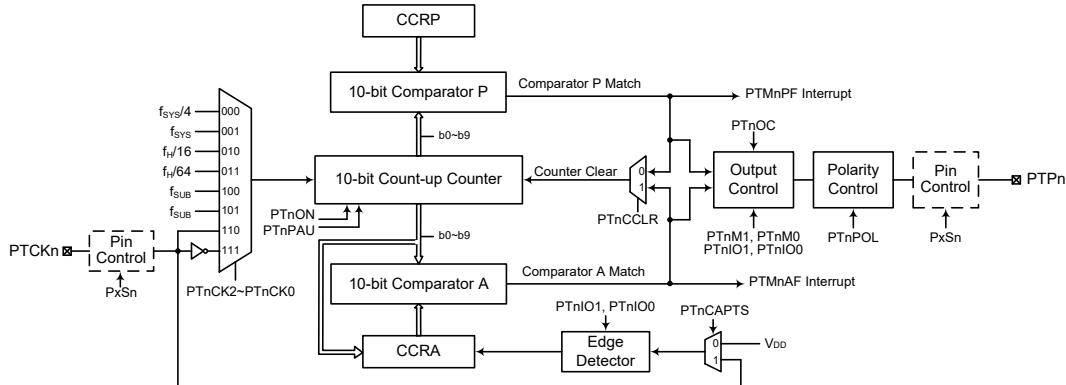 CCRP
10-bit Comparator P
Comparator P Match
PTMnPF Interrupt
fSYS/4
000
fSYS
001
fH/16
010
fH/64
011
fSUB
100
fSUB
101
110
111
b0~b9
PTnOC
10-bit Count-up Counter
Counter Clear
0
1
Output
Control
Polarity
Control
Pin
Control
PTPn
PTnON
PTnPAU
PTnCCLR
PTCKn
Pin
Control
PxSn
PTnCK2~PTnCK0
b0~b9
PTnM1, PTnM0
PTnIO1, PTnIO0
PTnPOL
PxSn
10-bit Comparator A
Comparator A Match
PTMnAF Interrupt
PTnIO1, PTnIO0
PTnCAPTS
CCRA
Edge
Detector
0
1
VDD